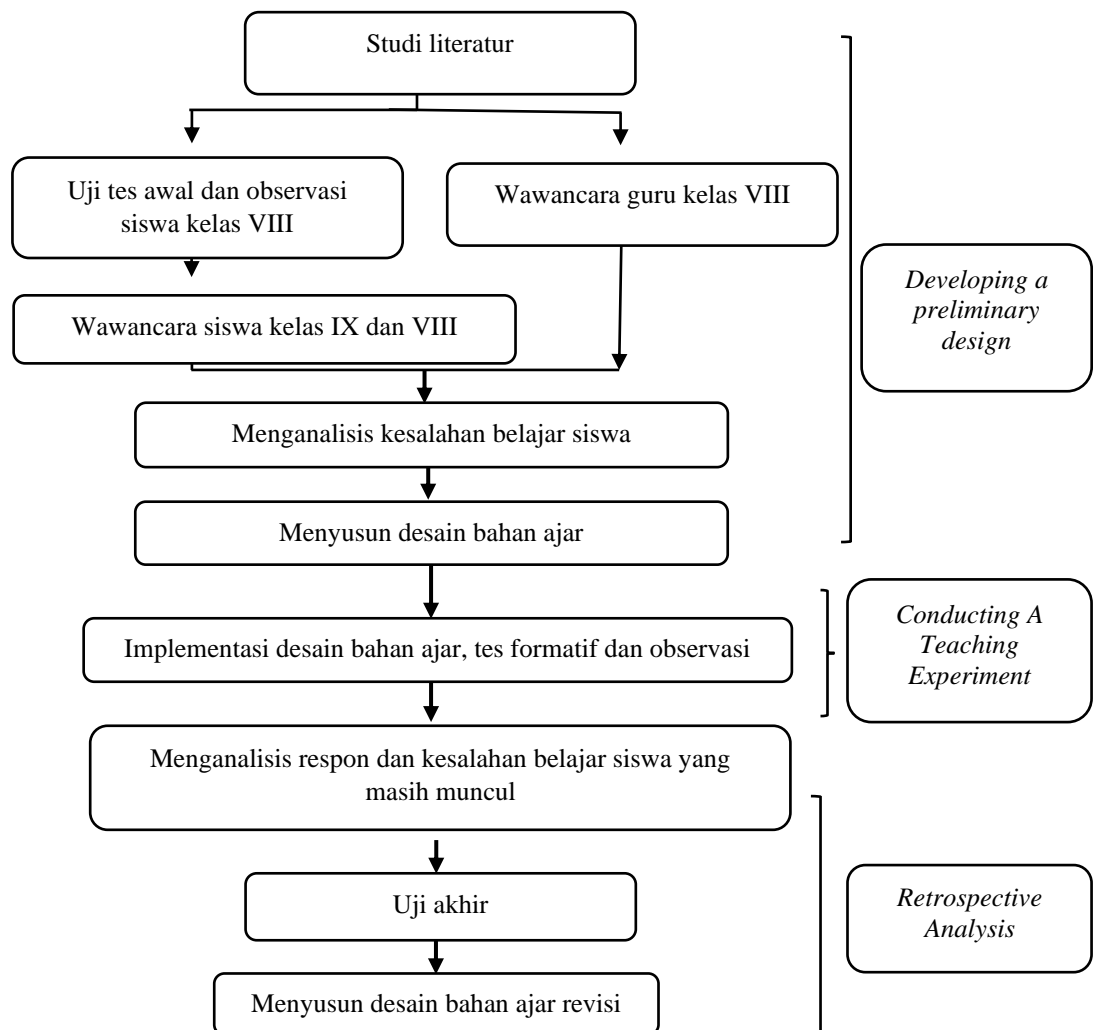 Studi literatur
Uji tes awal dan observasi
siswa kelas VIII
Wawancara guru kelas VIII
Wawancara siswa kelas IX dan VIII
Developing a
preliminary
design
Menganalisis kesalahan belajar siswa
Menyusun desain bahan ajar
Implementasi desain bahan ajar, tes formatif dan observasi
Conducting A
Teaching
Experiment
Menganalisis respon dan kesalahan belajar siswa yang
masih muncul
Uji akhir
Retrospective
Analysis
Menyusun desain bahan ajar revisi